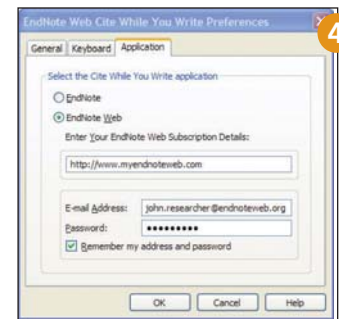 EndNote Web Cite While You Write Preferences
4
General Keyboard Application
Select the Cite While You Write application
EndNote
EndNote Web
Enter Your EndNote Web Subscription Details:
http://www.myendnoteweb.com
E-mail Address: john.researcher@endnoteweb.org
Password: •••••••••
Remember my address and password
OK Cancel Help